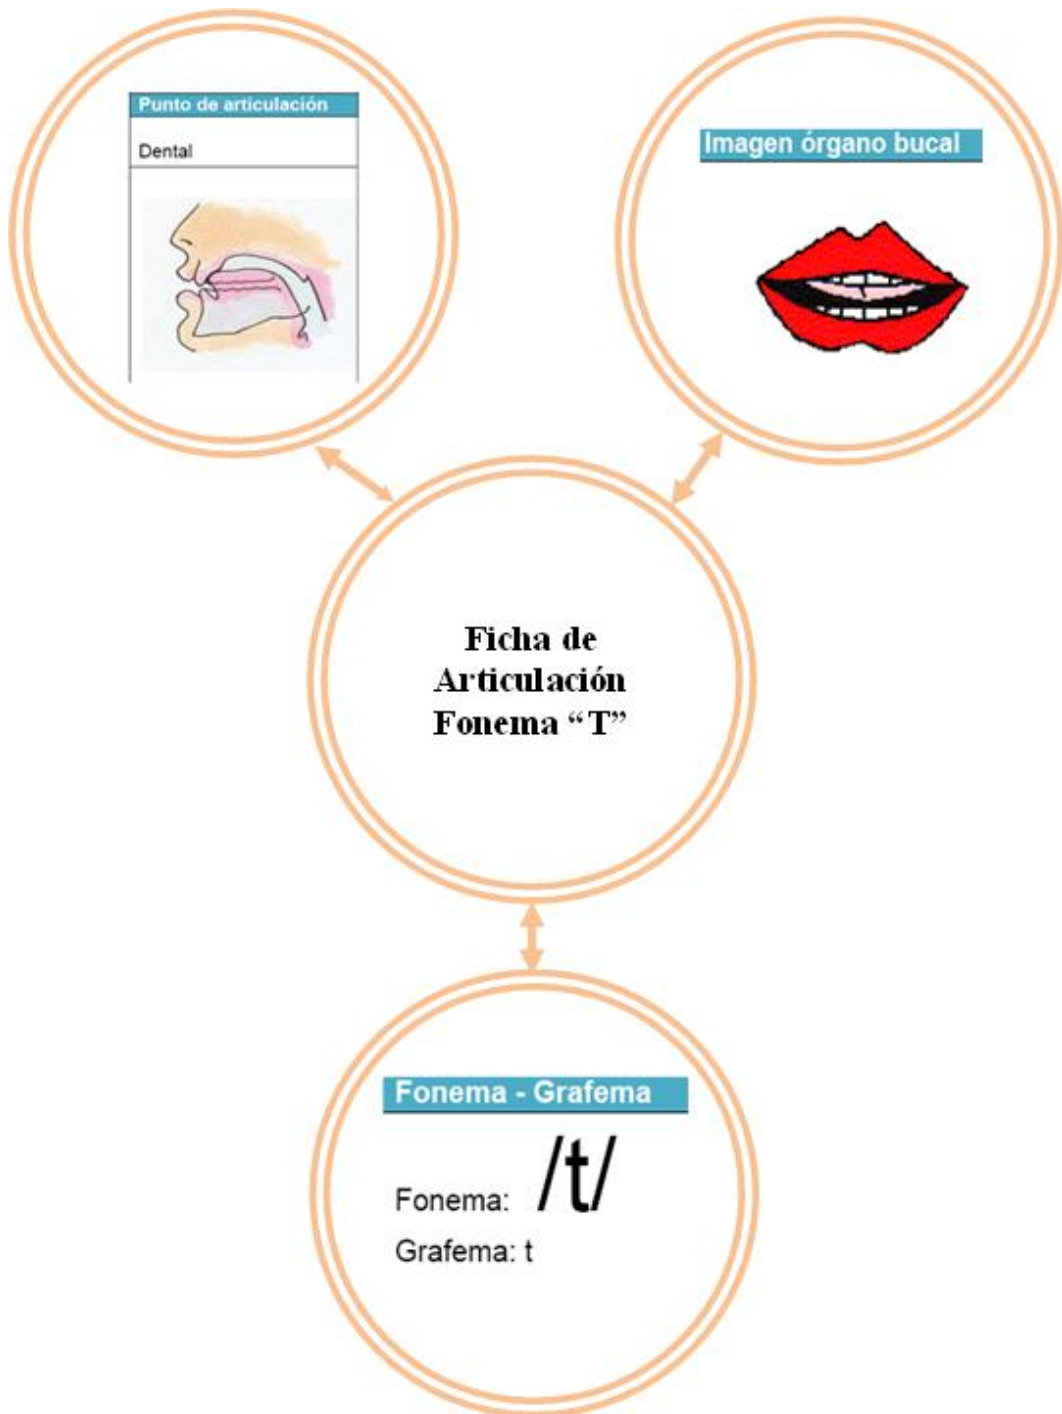 Punto de articulación
Dental
Imagen órgano bucal
Ficha de
Articulación
Fonema “T”
Fonema - Grafema
Fonema: /t/
Grafema: t